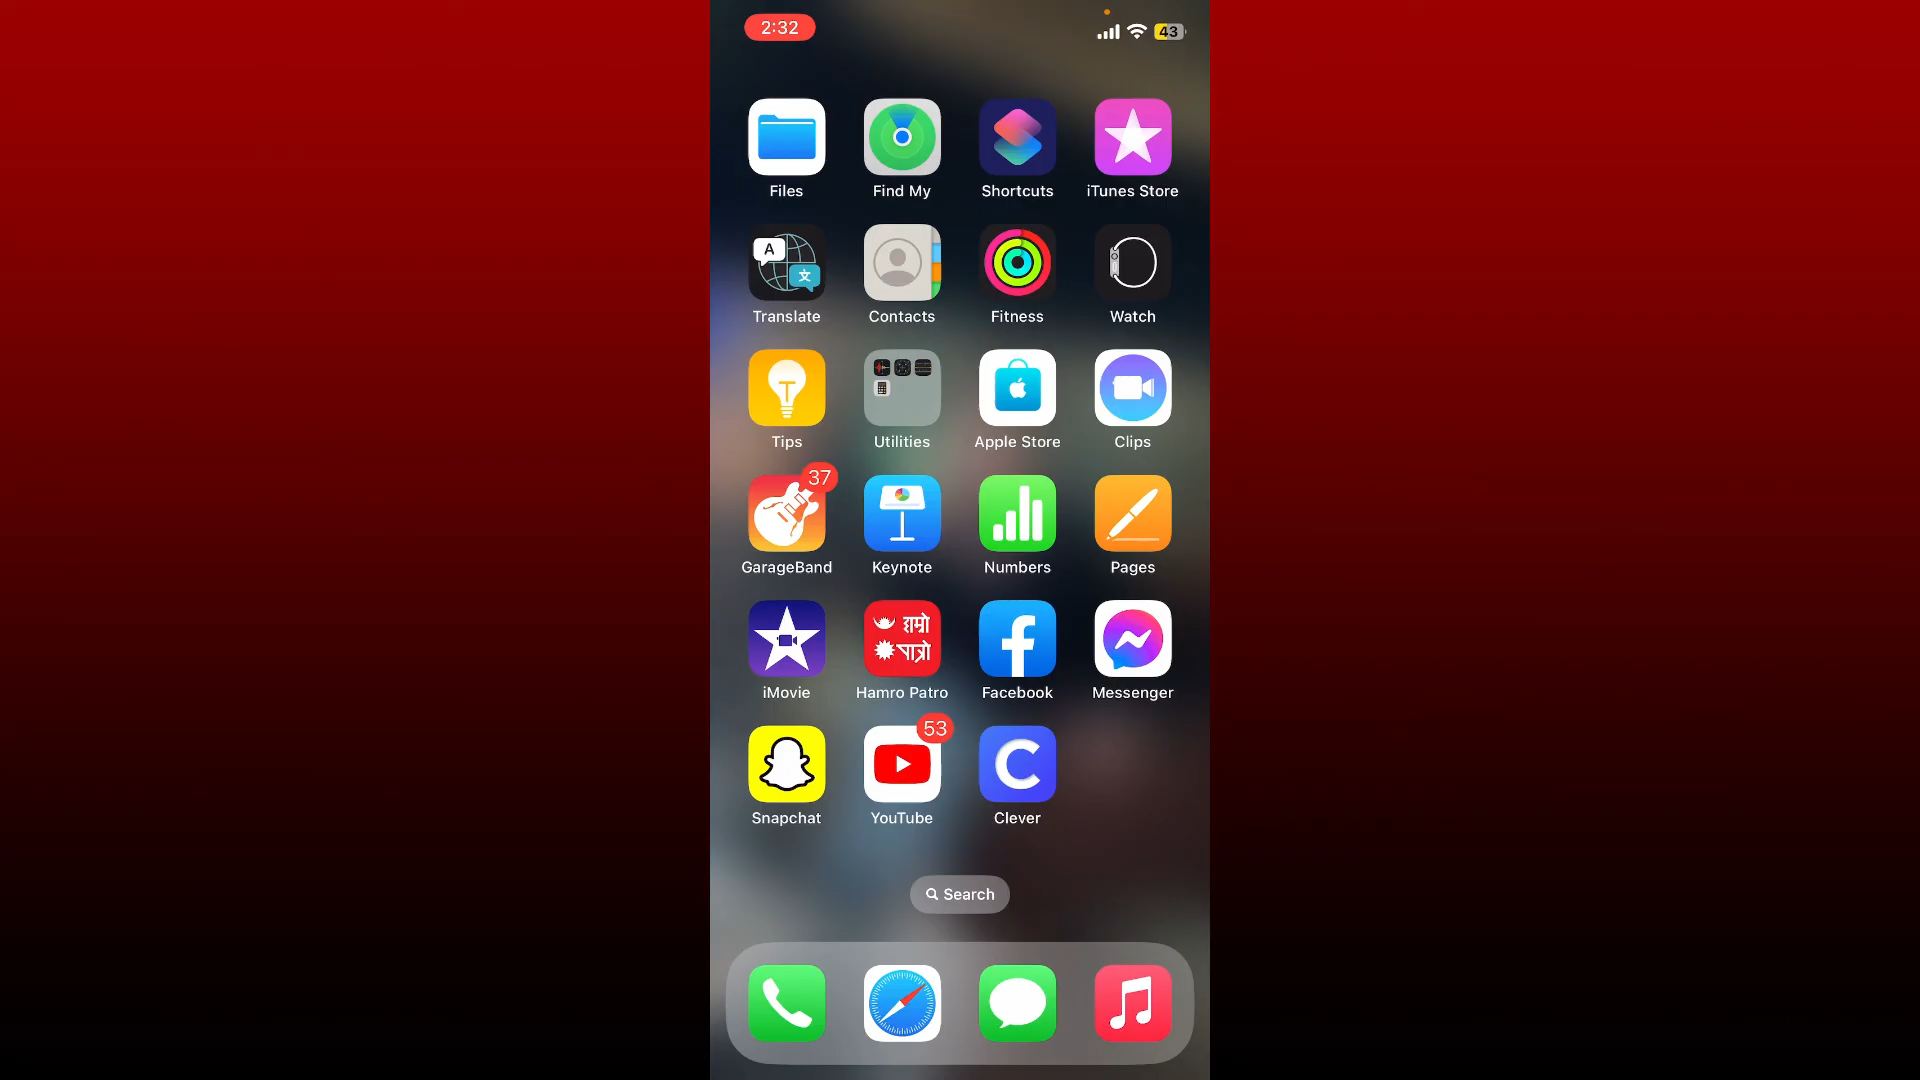 2:32
43
Files
Find My
Shortcuts
iTunes Store
A
文
Translate
Contacts
Fitness
Watch
Tips
Utilities
Apple Store
Clips
37
GarageBand
Keynote
Numbers
Pages
हाम्रो
पात्रो
iMovie
Hamro Patro
Facebook
Messenger
53
Snapchat
YouTube
Clever
Search